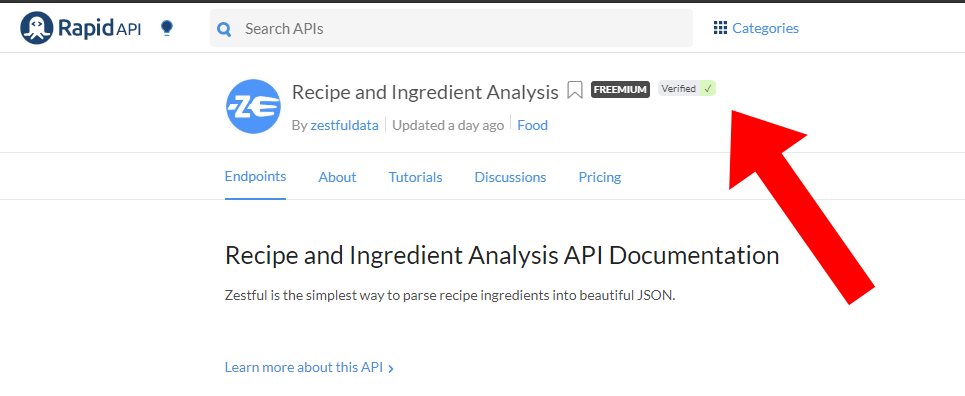 Rapid API Search APIs Categories
Recipe and Ingredient Analysis FREEMIUM Verified ✓
By zestfuldata Updated a day ago Food
Endpoints About Tutorials Discussions Pricing
Recipe and Ingredient Analysis API Documentation
Zestful is the simplest way to parse recipe ingredients into beautiful JSON.
Learn more about this API >